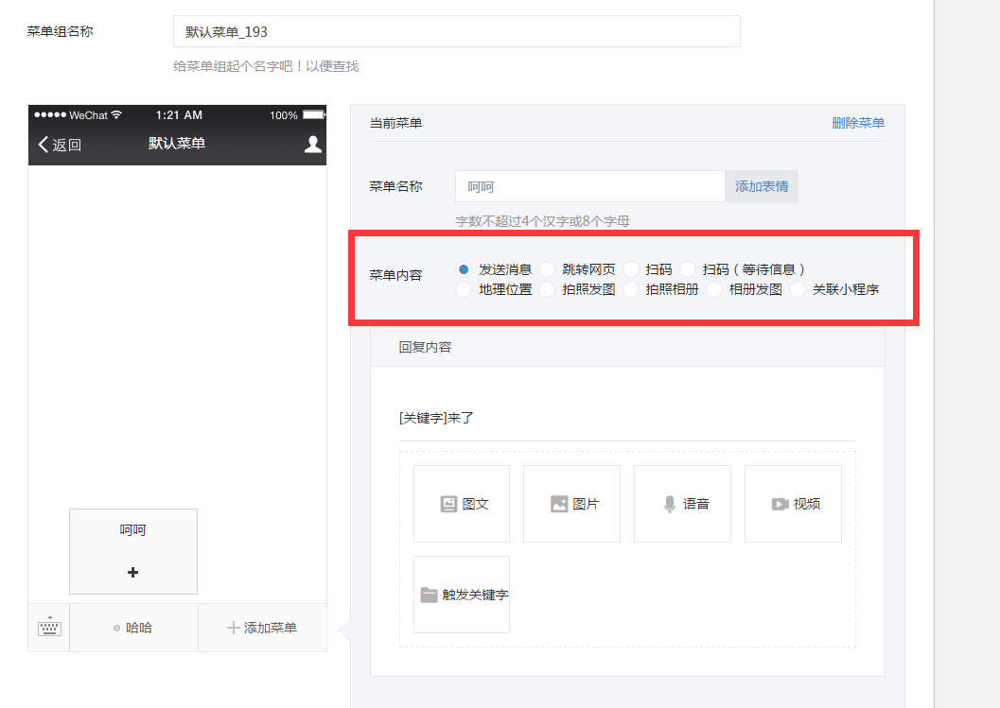 菜单组名称
默认菜单_193
给菜单组起个名字吧！以便查找
WeChat 1:21 AM 100%
返回 默认菜单
当前菜单 删除菜单
菜单名称 呵呵 添加表情
字数不超过4个汉字或8个字母
菜单内容
发送消息 跳转网页 扫码 扫码（等待信息）
地理位置 拍照发图 拍照相册 相册发图 关联小程序
回复内容
[关键字]来了
图文 图片 语音 视频
触发关键字
呵呵
+
哈哈 添加菜单